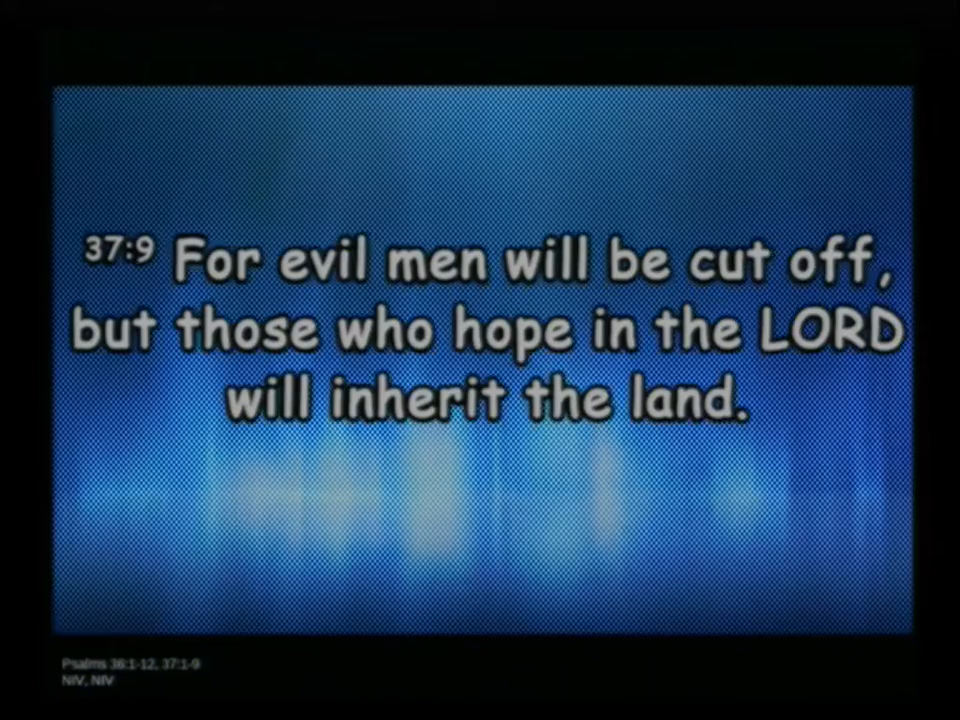 37:9 For evil men will be cut off,
but those who hope in the LORD
will inherit the land.
Psalms 36:1-12, 37:1-9
NIV, NIV